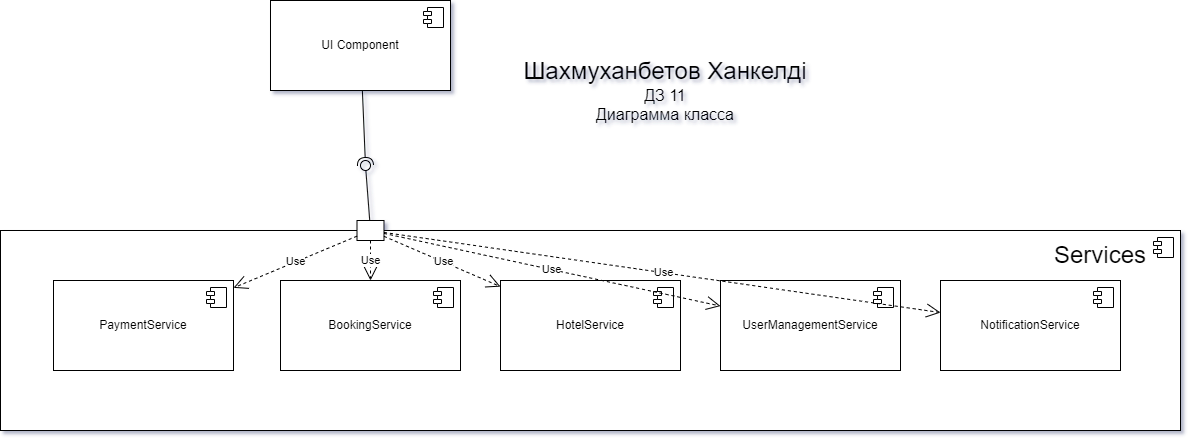 UI Component
Шахмуханбетов Ханкелді
ДЗ 11
Диаграмма класса
Services
Use
Use
Use
Use
Use
PaymentService
BookingService
HotelService
UserManagementService
NotificationService